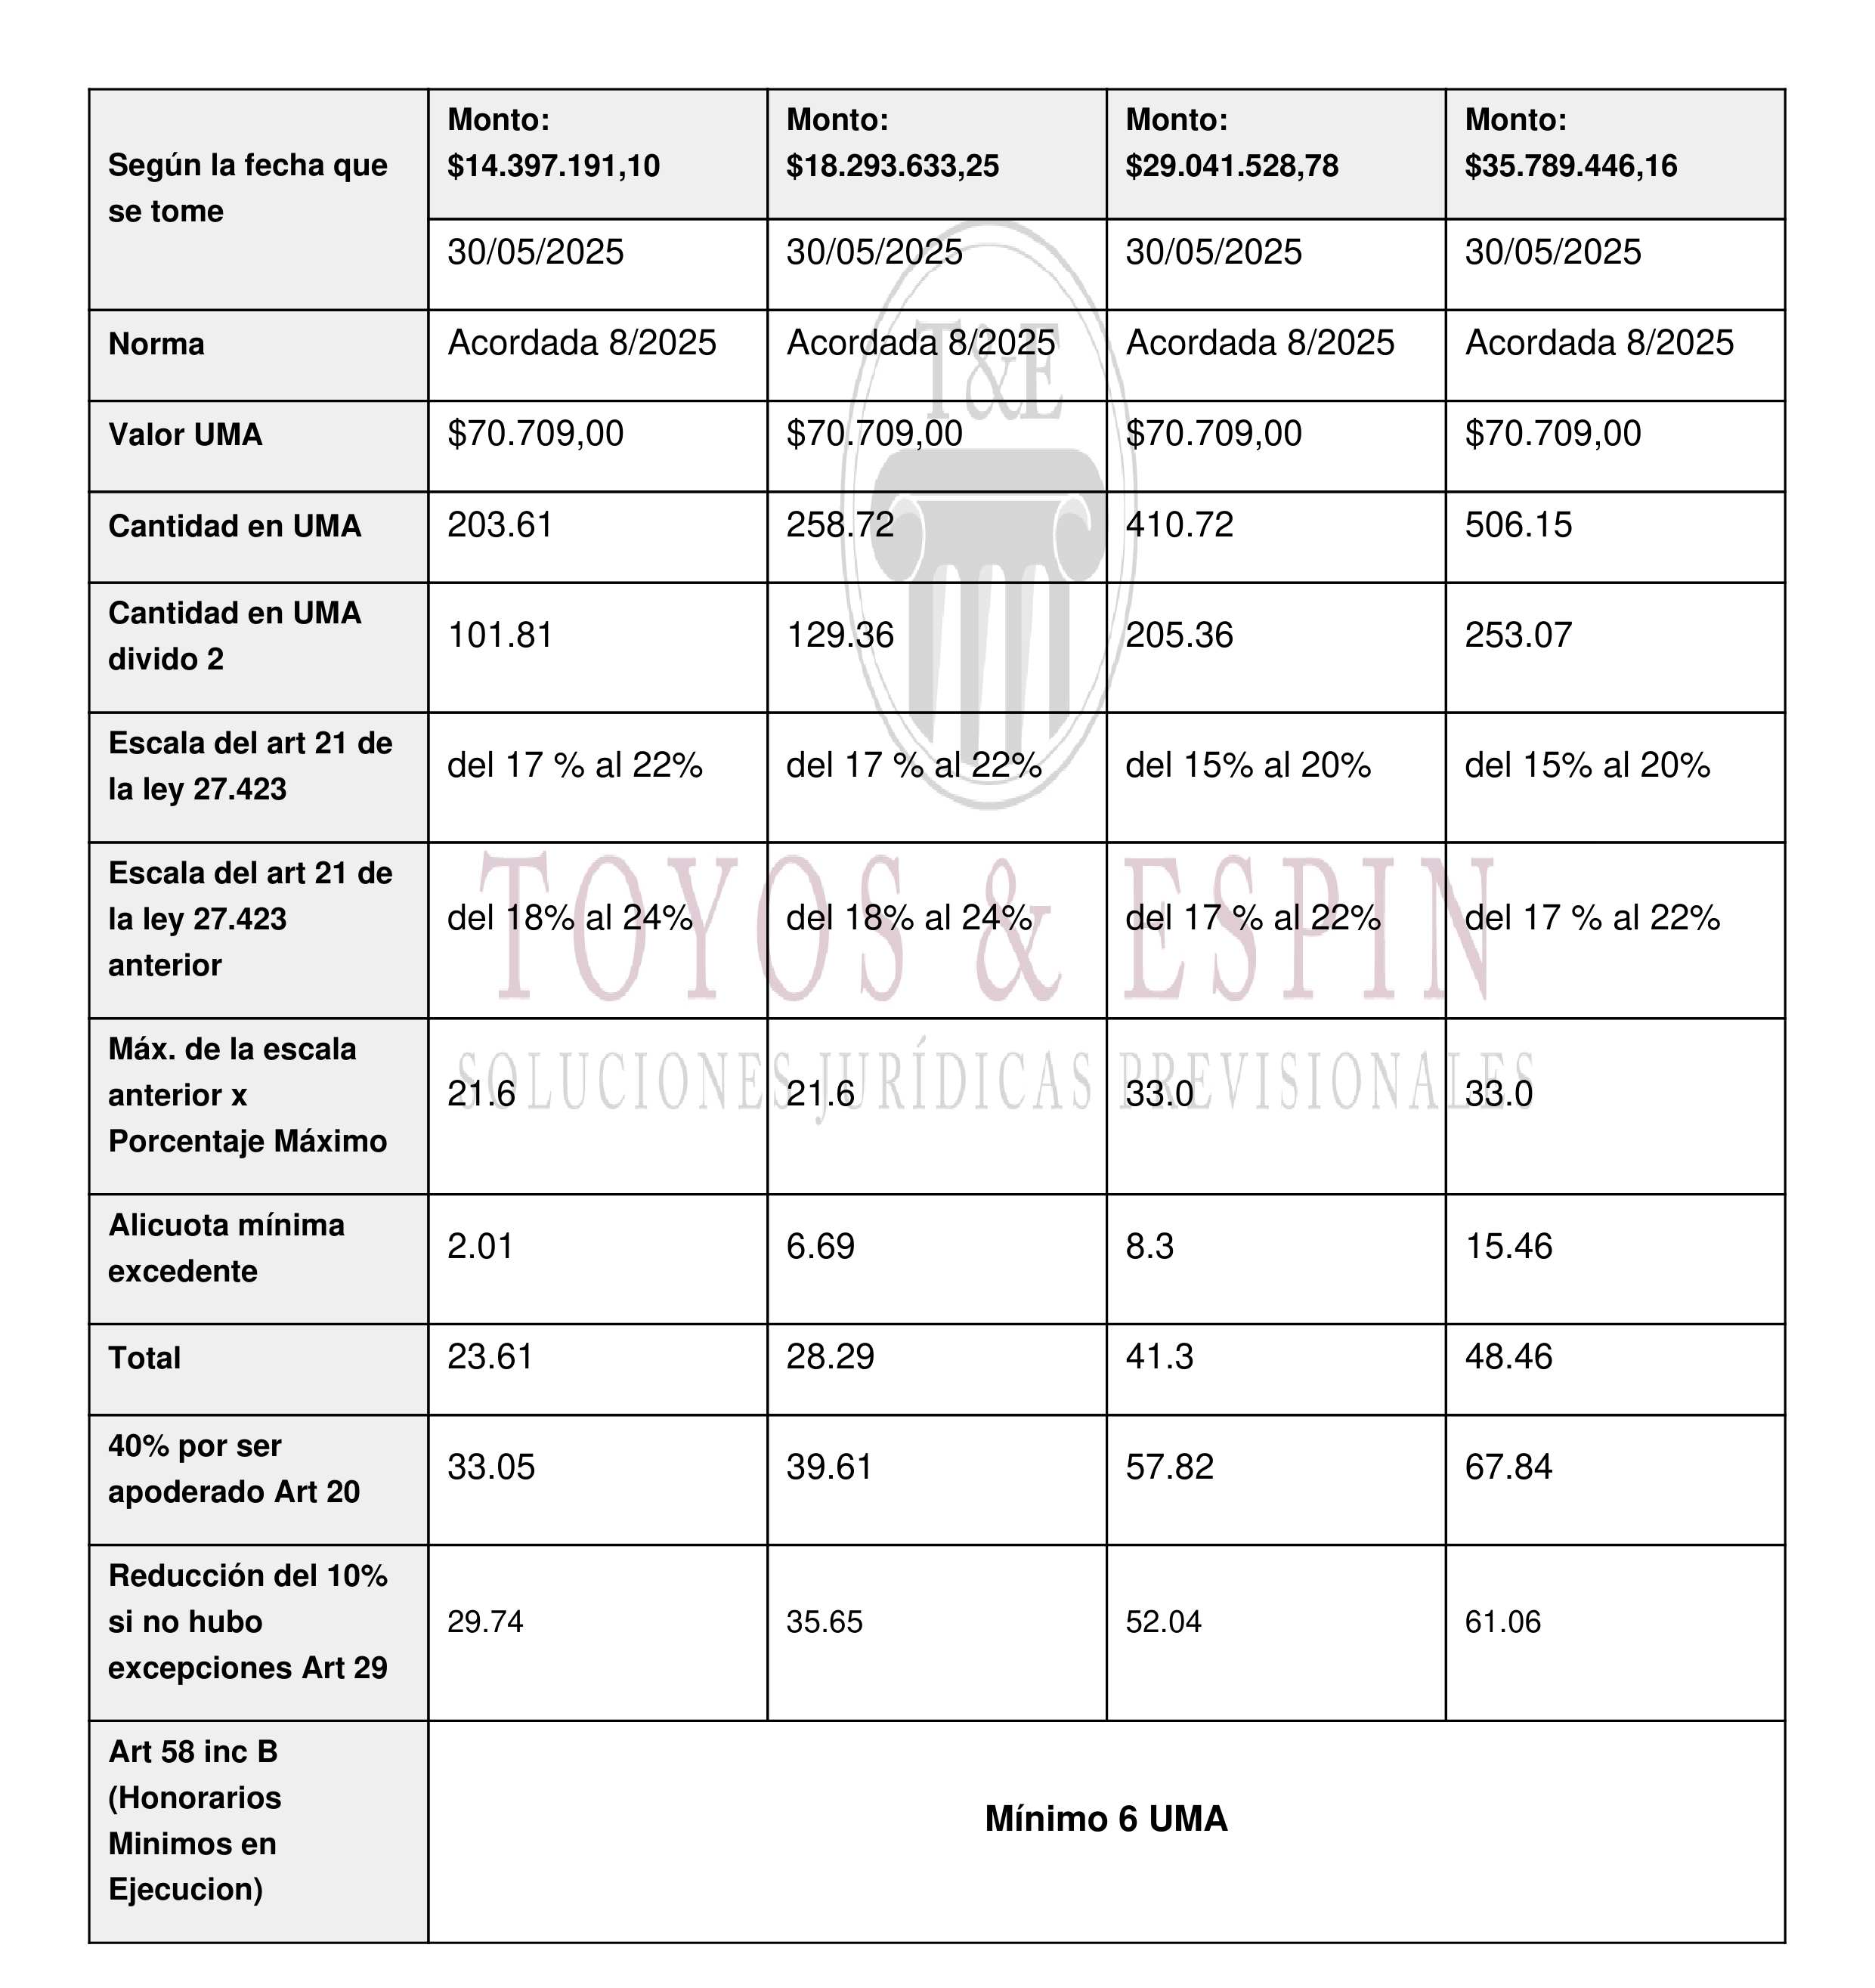 Según la fecha que
se tome
Monto:
$14.397.191,10
Monto:
$18.293.633,25
Monto:
$29.041.528,78
Monto:
$35.789.446,16
30/05/2025
30/05/2025
30/05/2025
30/05/2025
Norma
Acordada 8/2025
Acordada 8/2025
Acordada 8/2025
Acordada 8/2025
T&E
Valor UMA
$70.709,00
$70.709,00
$70.709,00
$70.709,00
Cantidad en UMA
203.61
258.72
410.72
506.15
Cantidad en UMA
divido 2
101.81
129.36
205.36
253.07
Escala del art 21 de
la ley 27.423
del 17 % al 22%
del 17 % al 22%
del 15% al 20%
del 15% al 20%
Escala del art 21 de
la ley 27.423
anterior
del 18% al 24%
del 18% al 24%
del 17 % al 22%
del 17 % al 22%
TOYOS & ESPIN
Máx. de la escala
anterior x
Porcentaje Máximo
21.6
21.6
33.0
33.0
SOLUCIONES JURÍDICAS PREVISIONALES
Alicuota mínima
excedente
2.01
6.69
8.3
15.46
Total
23.61
28.29
41.3
48.46
40% por ser
apoderado Art 20
33.05
39.61
57.82
67.84
Reducción del 10%
si no hubo
excepciones Art 29
29.74
35.65
52.04
61.06
Art 58 inc B
(Honorarios
Minimos en
Ejecucion)
Mínimo 6 UMA